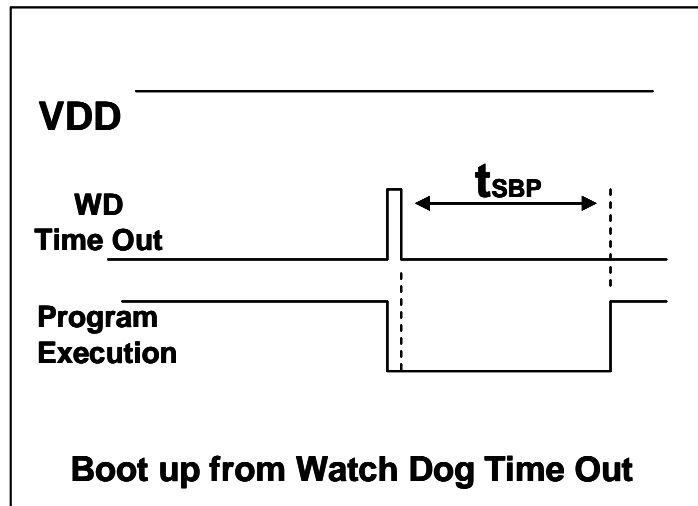 VDD
WD
Time Out
tSBP
Program
Execution
Boot up from Watch Dog Time Out